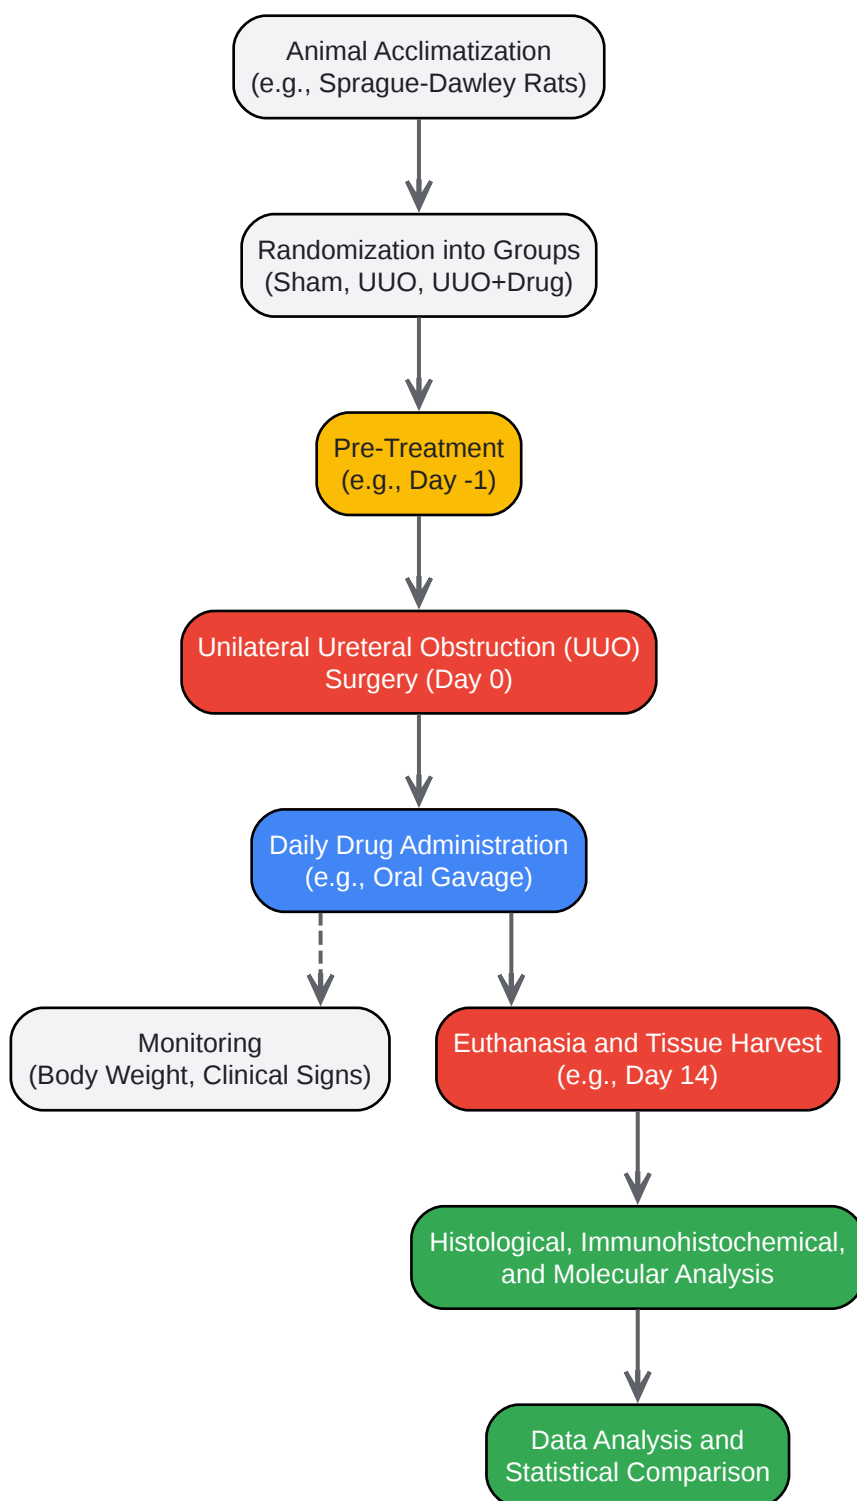 Animal Acclimatization
(e.g., Sprague-Dawley Rats)
Randomization into Groups
(Sham, UUO, UUO+Drug)
Pre-Treatment
(e.g., Day -1)
Unilateral Ureteral Obstruction (UUO)
Surgery (Day 0)
Daily Drug Administration
(e.g., Oral Gavage)
Monitoring
(Body Weight, Clinical Signs)
Euthanasia and Tissue Harvest
(e.g., Day 14)
Histological, Immunohistochemical,
and Molecular Analysis
Data Analysis and
Statistical Comparison